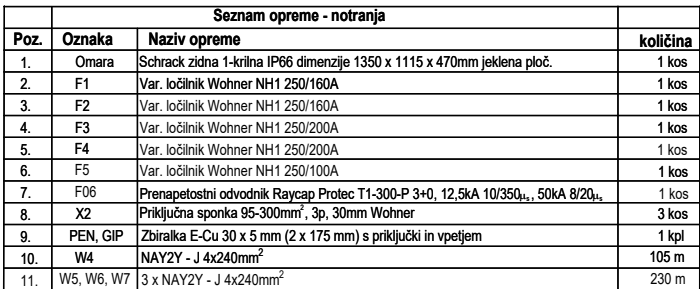 Seznam opreme - notranja
Poz. Oznaka Naziv opreme količina
1. Omara Schrack zidna 1-krilna IP66 dimenzije 1350 x 1115 x 470mm jeklena ploč. 1 kos
2. F1 Var. ločilnik Wohner NH1 250/160A 1 kos
3. F2 Var. ločilnik Wohner NH1 250/160A 1 kos
4. F3 Var. ločilnik Wohner NH1 250/200A 1 kos
5. F4 Var. ločilnik Wohner NH1 250/200A 1 kos
6. F5 Var. ločilnik Wohner NH1 250/100A 1 kos
7. F06 Prenapetostni odvodnik Raycap Protec T1-300-P 3+0, 12,5kA 10/350µs, 50kA 8/20µs 1 kos
8. X2 Priključna sponka 95-300mm², 3p, 30mm Wohner 3 kos
9. PEN, GIP Zbiralka E-Cu 30 x 5 mm (2 x 175 mm) s priključki in vpetjem 1 kpl
10. W4 NAY2Y - J 4x240mm² 105 m
11. W5, W6, W7 3 x NAY2Y - J 4x240mm² 230 m